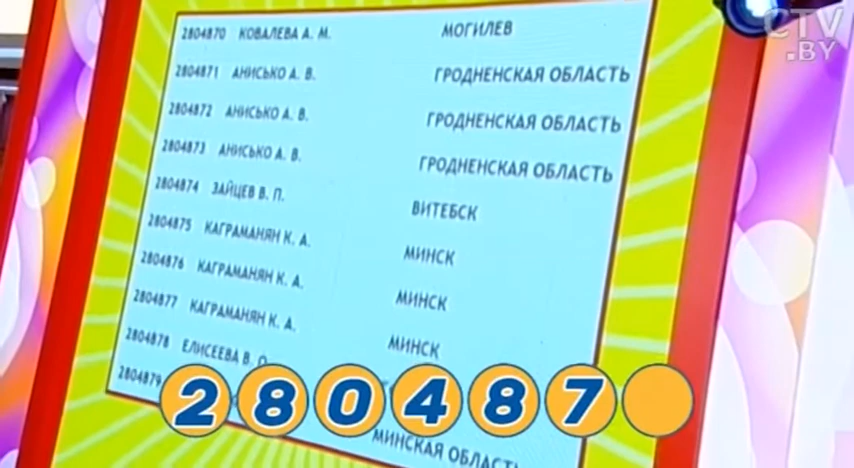 CTV
.BY
2804870 КОВАЛЕВА А. М. МОГИЛЕВ
2804871 АНИСЬКО А. В. ГРОДНЕНСКАЯ ОБЛАСТЬ
2804872 АНИСЬКО А. В. ГРОДНЕНСКАЯ ОБЛАСТЬ
2804873 АНИСЬКО А. В. ГРОДНЕНСКАЯ ОБЛАСТЬ
2804874 ЗАЙЦЕВ В. П. ВИТЕБСК
2804875 КАГРАМАНЯН К. А. МИНСК
2804876 КАГРАМАНЯН К. А. МИНСК
2804877 КАГРАМАНЯН К. А. МИНСК
2804878 ЕЛИСЕЕВА В. О.
2804879 МИНСКАЯ ОБЛАСТЬ
2 8 0 4 8 7